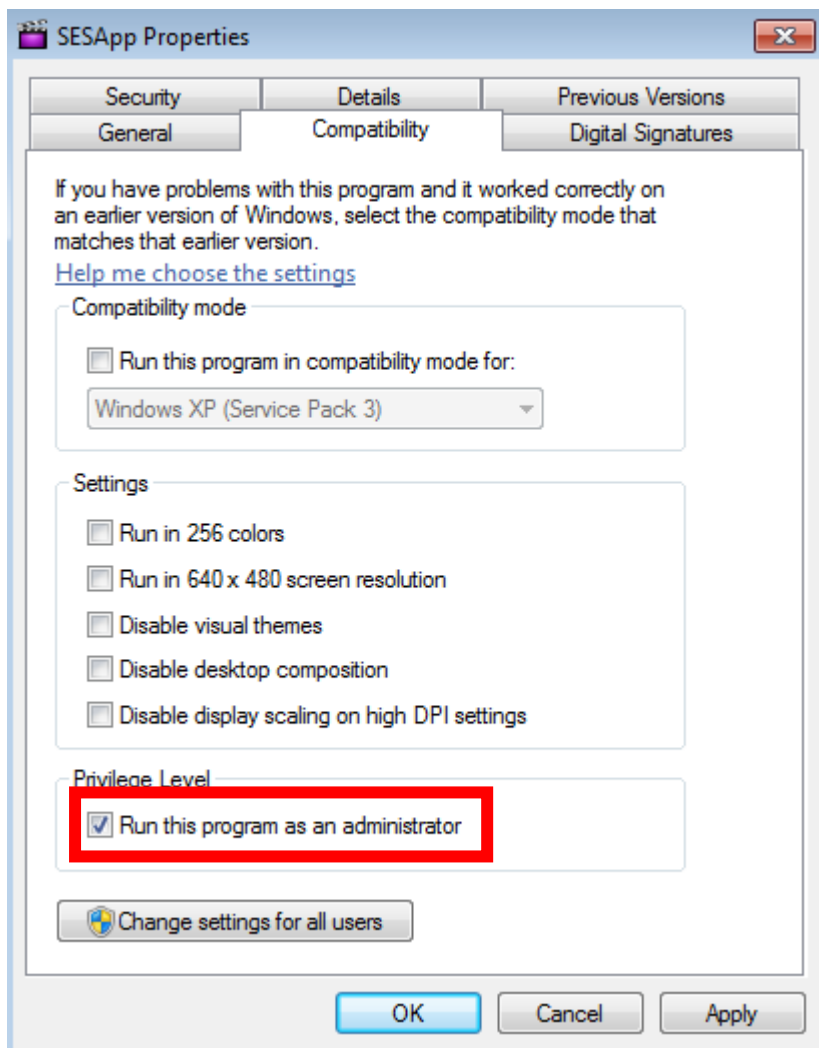 SESApp Properties
Security Details Previous Versions
General Compatibility Digital Signatures
If you have problems with this program and it worked correctly on
an earlier version of Windows, select the compatibility mode that
matches that earlier version.
Help me choose the settings
Compatibility mode
Run this program in compatibility mode for:
Windows XP (Service Pack 3)
Settings
Run in 256 colors
Run in 640 x 480 screen resolution
Disable visual themes
Disable desktop composition
Disable display scaling on high DPI settings
Privilege Level
Run this program as an administrator
Change settings for all users
OK Cancel Apply